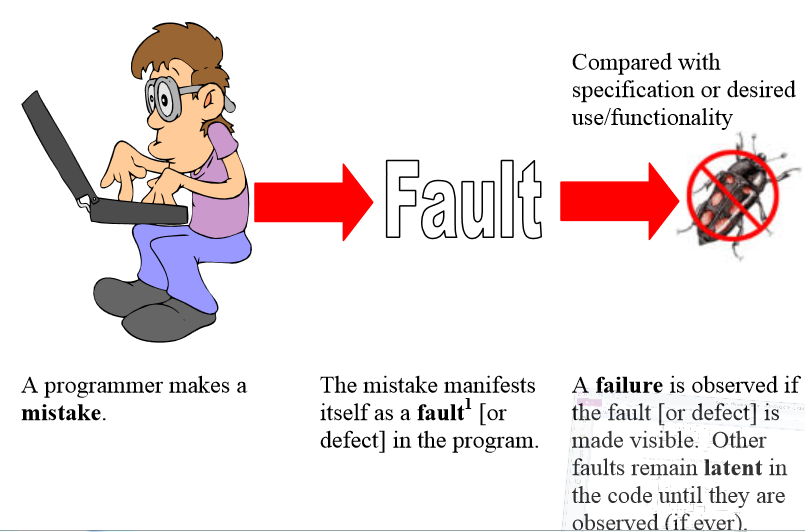 Compared with
specification or desired
use/functionality
Fault
A programmer makes a
mistake.
The mistake manifests
itself as a fault1 [or
defect] in the program.
A failure is observed if
the fault [or defect] is
made visible.  Other
faults remain latent in
the code until they are
observed (if ever).